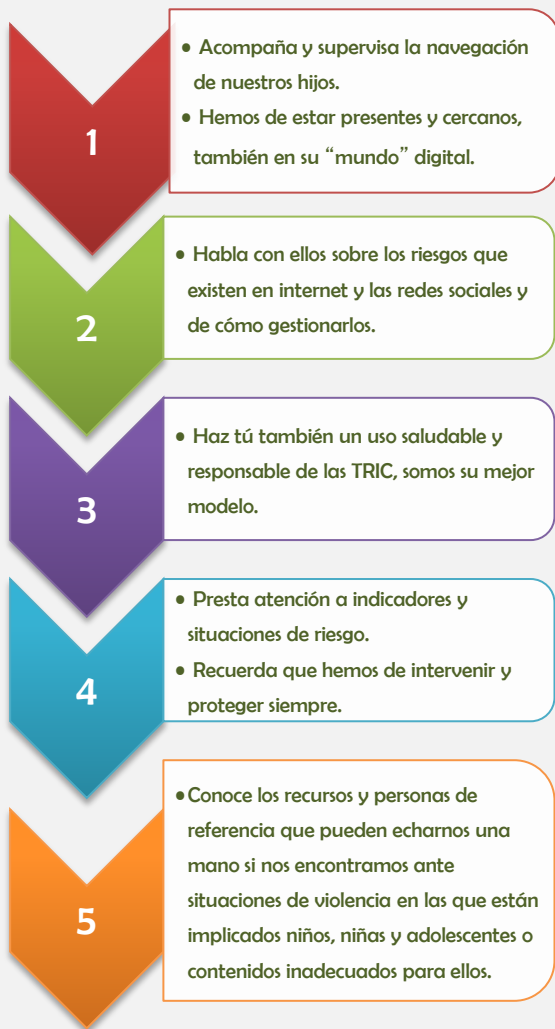 1
• Acompaña y supervisa la navegación
de nuestros hijos.
• Hemos de estar presentes y cercanos,
también en su “mundo” digital.
2
• Habla con ellos sobre los riesgos que
existen en internet y las redes sociales y
de cómo gestionarlos.
3
• Haz tú también un uso saludable y
responsable de las TRIC, somos su mejor
modelo.
4
• Presta atención a indicadores y
situaciones de riesgo.
• Recuerda que hemos de intervenir y
proteger siempre.
5
• Conoce los recursos y personas de
referencia que pueden echarnos una
mano si nos encontramos ante
situaciones de violencia en las que están
implicados niños, niñas y adolescentes o
contenidos inadecuados para ellos.